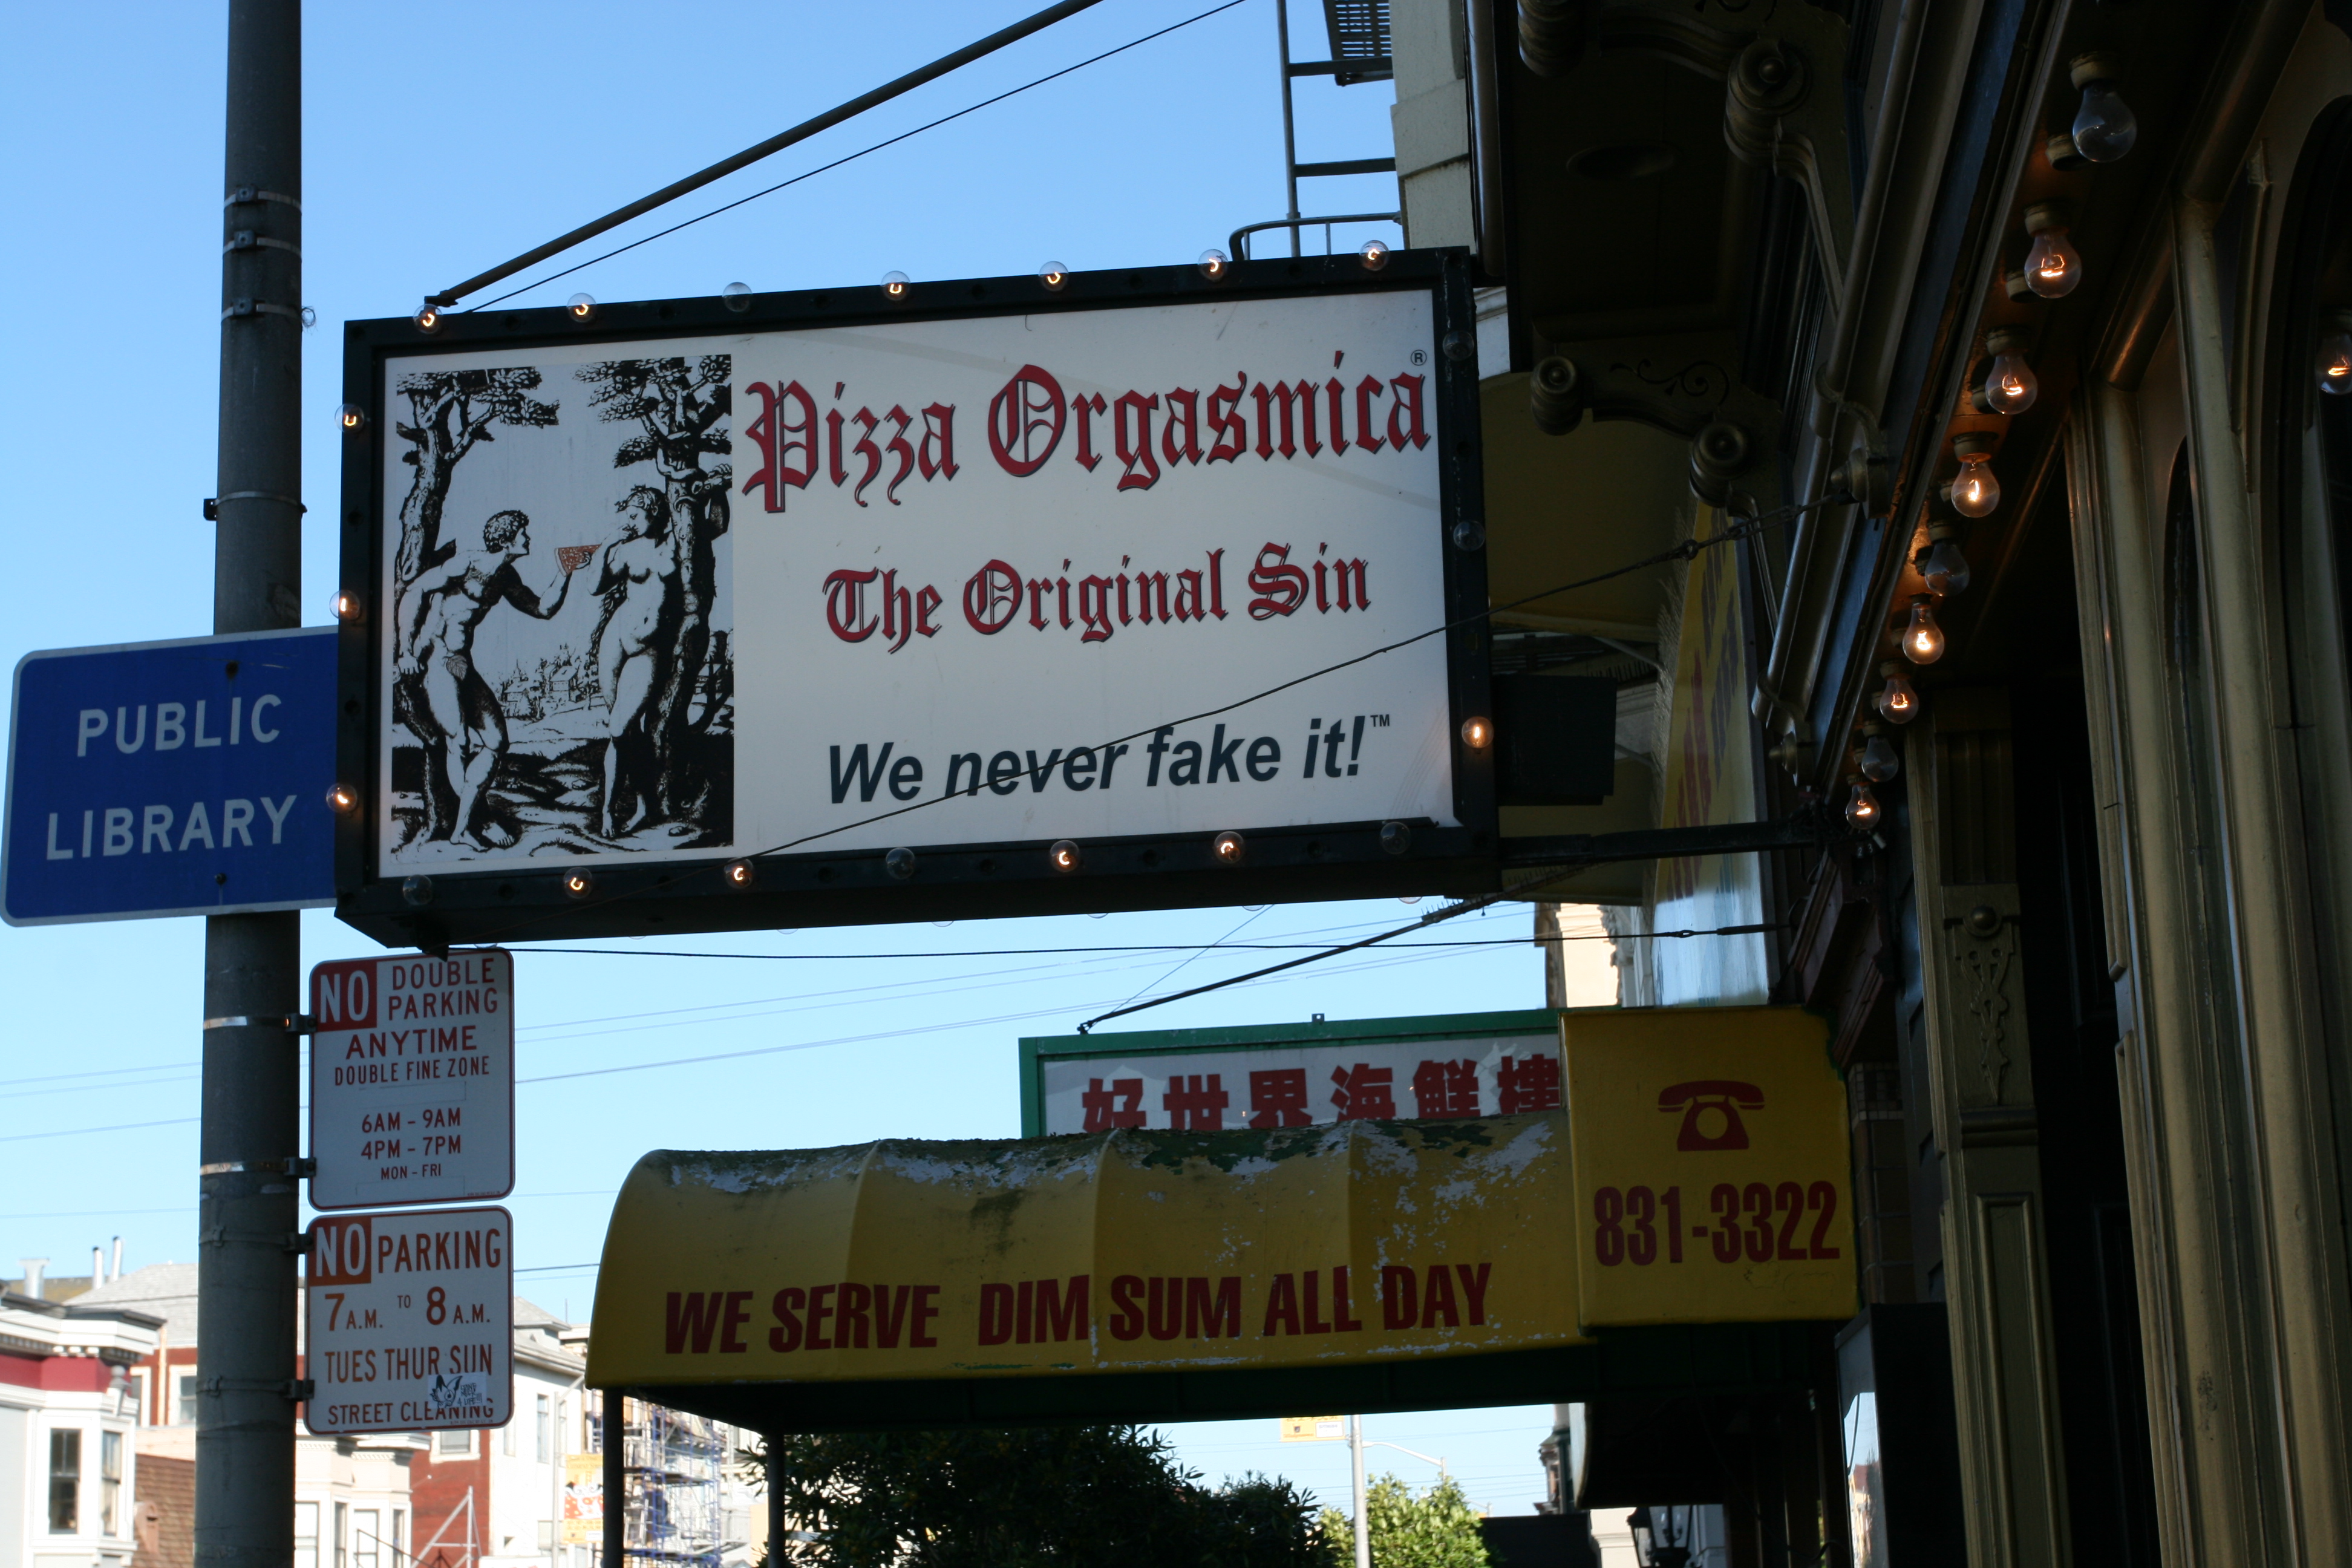 Pizza Orgasmica®
The Original Sin
We never fake it!™
PUBLIC
LIBRARY
NO DOUBLE
PARKING
ANYTIME
DOUBLE FINE ZONE
6AM - 9AM
4PM - 7PM
MON - FRI
NO PARKING
7 A.M. TO 8 A.M.
TUES THUR SUN
STREET CLEANING
好世界海鮮樓
831-3322
WE SERVE DIM SUM ALL DAY